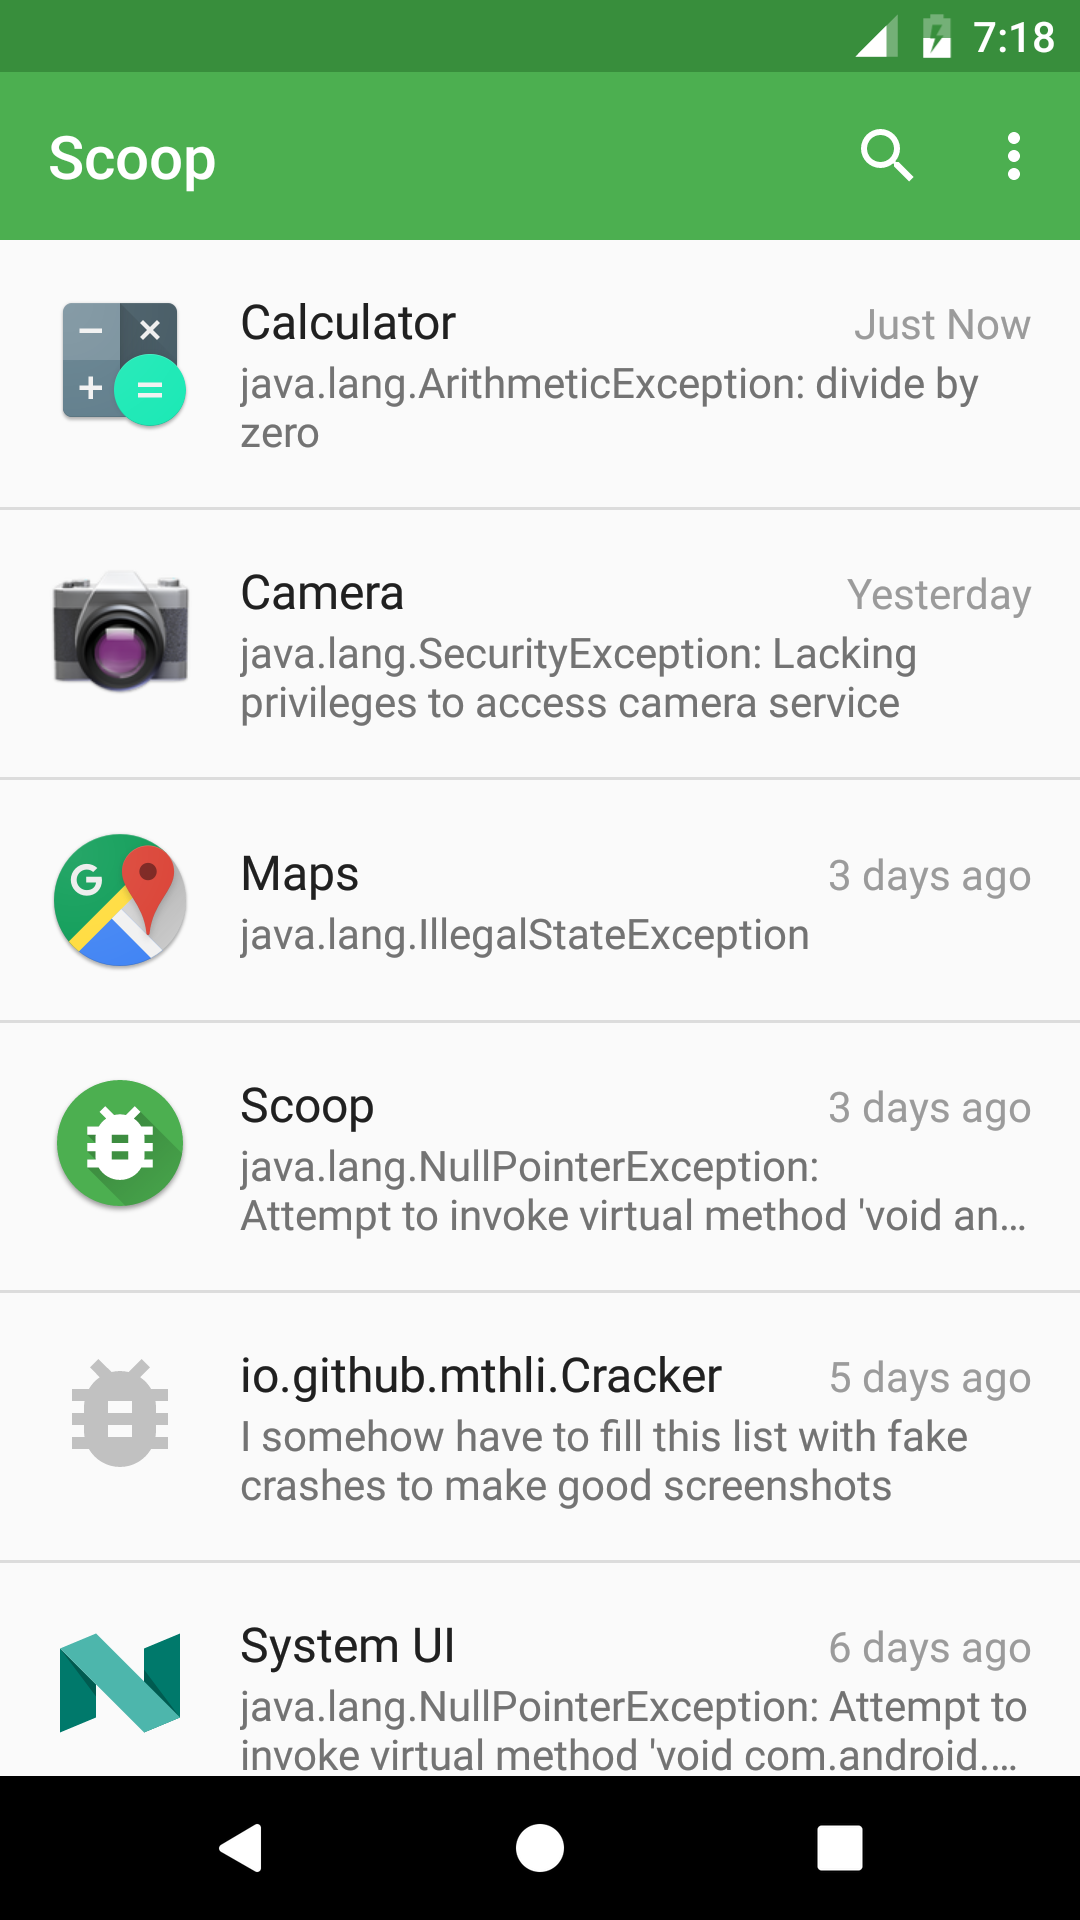 7:18
Scoop
Calculator
Just Now
java.lang.ArithmeticException: divide by
zero
Camera
Yesterday
java.lang.SecurityException: Lacking
privileges to access camera service
G
Maps
3 days ago
java.lang.IllegalStateException
Scoop
3 days ago
java.lang.NullPointerException:
Attempt to invoke virtual method 'void an...
io.github.mthli.Cracker
5 days ago
I somehow have to fill this list with fake
crashes to make good screenshots
System UI
6 days ago
java.lang.NullPointerException: Attempt to
invoke virtual method 'void com.android....